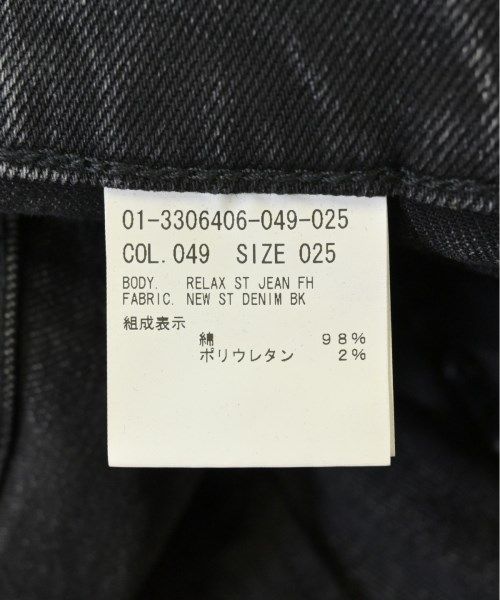 01-3306406-049-025
COL. 049 SIZE 025
BODY. RELAX ST JEAN FH
FABRIC. NEW ST DENIM BK
組成表示
綿 98%
ポリウレタン 2%